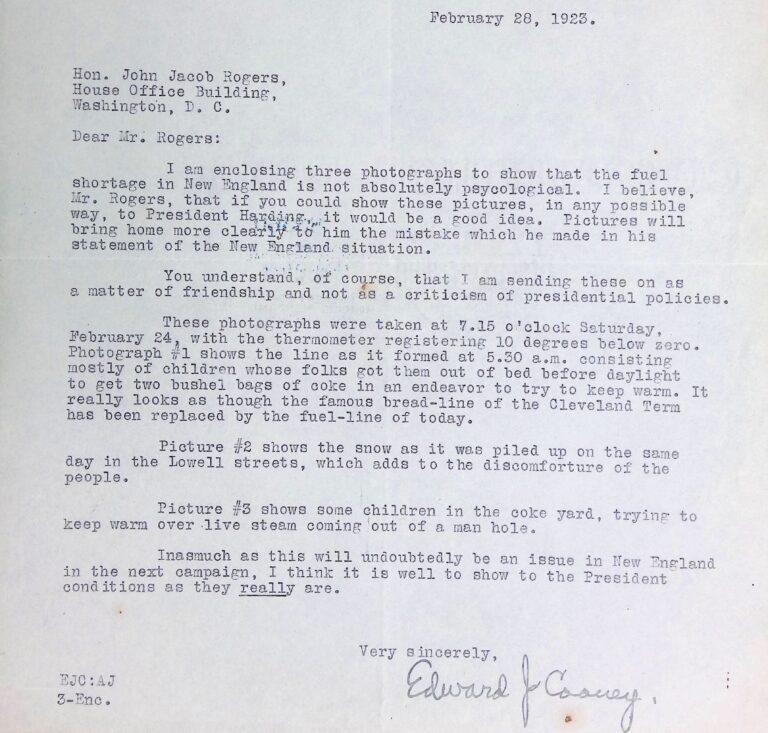 February 28, 1923.
Hon. John Jacob Rogers,
House Office Building,
Washington, D. C.
Dear Mr. Rogers:
I am enclosing three photographs to show that the fuel
shortage in New England is not absolutely psycological. I believe,
Mr. Rogers, that if you could show these pictures, in any possible
way, to President Harding, it would be a good idea. Pictures will
bring home more clearly to him the mistake which he made in his
statement of the New England situation.
You understand, of course, that I am sending these on as
a matter of friendship and not as a criticism of presidential policies.
These photographs were taken at 7.15 o'clock Saturday,
February 24, with the thermometer registering 10 degrees below zero.
Photograph #1 shows the line as it formed at 5.30 a.m. consisting
mostly of children whose folks got them out of bed before daylight
to get two bushel bags of coke in an endeavor to try to keep warm. It
really looks as though the famous bread-line of the Cleveland Term
has been replaced by the fuel-line of today.
Picture #2 shows the snow as it was piled up on the same
day in the Lowell streets, which adds to the discomforture of the
people.
Picture #3 shows some children in the coke yard, trying to
keep warm over live steam coming out of a man hole.
Inasmuch as this will undoubtedly be an issue in New England
in the next campaign, I think it is well to show to the President
conditions as they really are.
Very sincerely,
Edward J Cooney.
EJC:AJ
3-Enc.